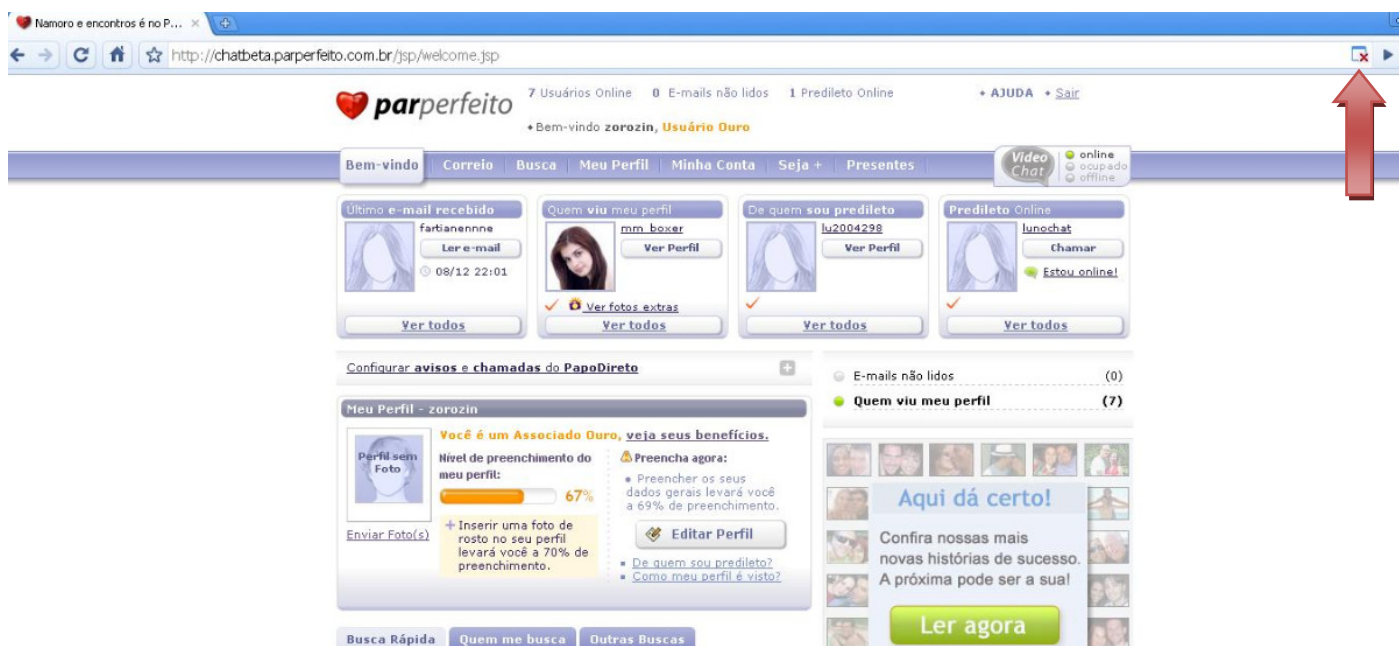 Namoro e encontros é no P...
http://chatbeta.parperfeito.com.br/jsp/welcome.jsp
parperfeito
7 Usuários Online 0 E-mails não lidos 1 Predileto Online
AJUDA Sair
Bem-vindo zorozin, Usuário Ouro
Bem-vindo Correio Busca Meu Perfil Minha Conta Seja + Presentes
Video Chat
online
ocupado
offline
Último e-mail recebido
fartianennne
Ler e-mail
08/12 22:01
Ver todos
Quem viu meu perfil
mm_boxer
Ver Perfil
Ver fotos extras
Ver todos
De quem sou predileto
lu2004298
Ver Perfil
Ver todos
Predileto Online
lunochat
Chamar
Estou online!
Ver todos
Configurar avisos e chamadas do PapoDireto
E-mails não lidos (0)
Quem viu meu perfil (7)
Meu Perfil - zorozin
Perfil sem
Foto
Enviar Foto(s)
Você é um Associado Ouro, veja seus benefícios.
Nível de preenchimento do
meu perfil:
67%
+ Inserir uma foto de
rosto no seu perfil
levará você a 70% de
preenchimento.
Preencha agora:
Preencher os seus
dados gerais levará você
a 69% de preenchimento.
Editar Perfil
De quem sou predileto?
Como meu perfil é visto?
Aqui dá certo!
Confira nossas mais
novas histórias de sucesso.
A próxima pode ser a sua!
Ler agora
Busca Rápida Quem me busca Outras Buscas